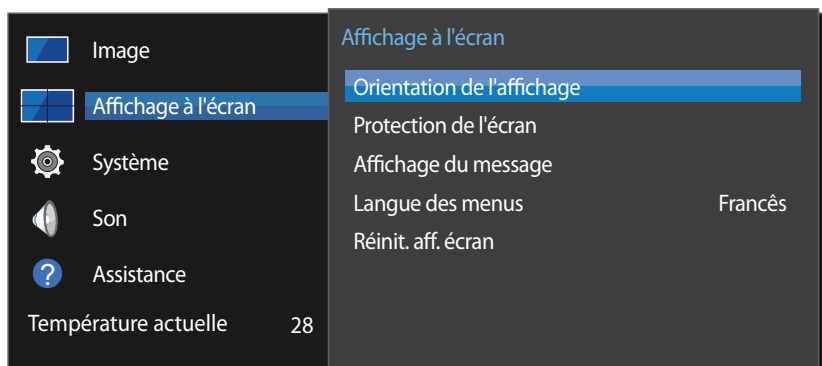 Image
Affichage à l'écran
Système
Son
Assistance
Température actuelle 28
Affichage à l'écran
Orientation de l'affichage
Protection de l'écran
Affichage du message
Langue des menus Francês
Réinit. aff. écran